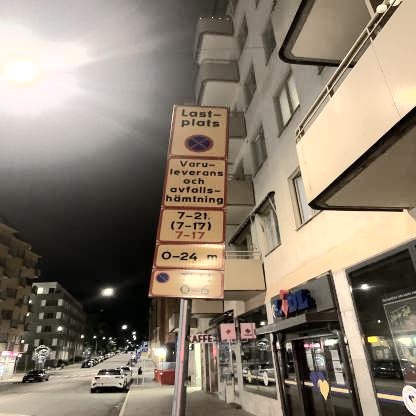 Last-
plats
Varu-
leverans
och
avfalls-
hämtning
7-21
(7-17)
7-17
0-24 m
KAFFE